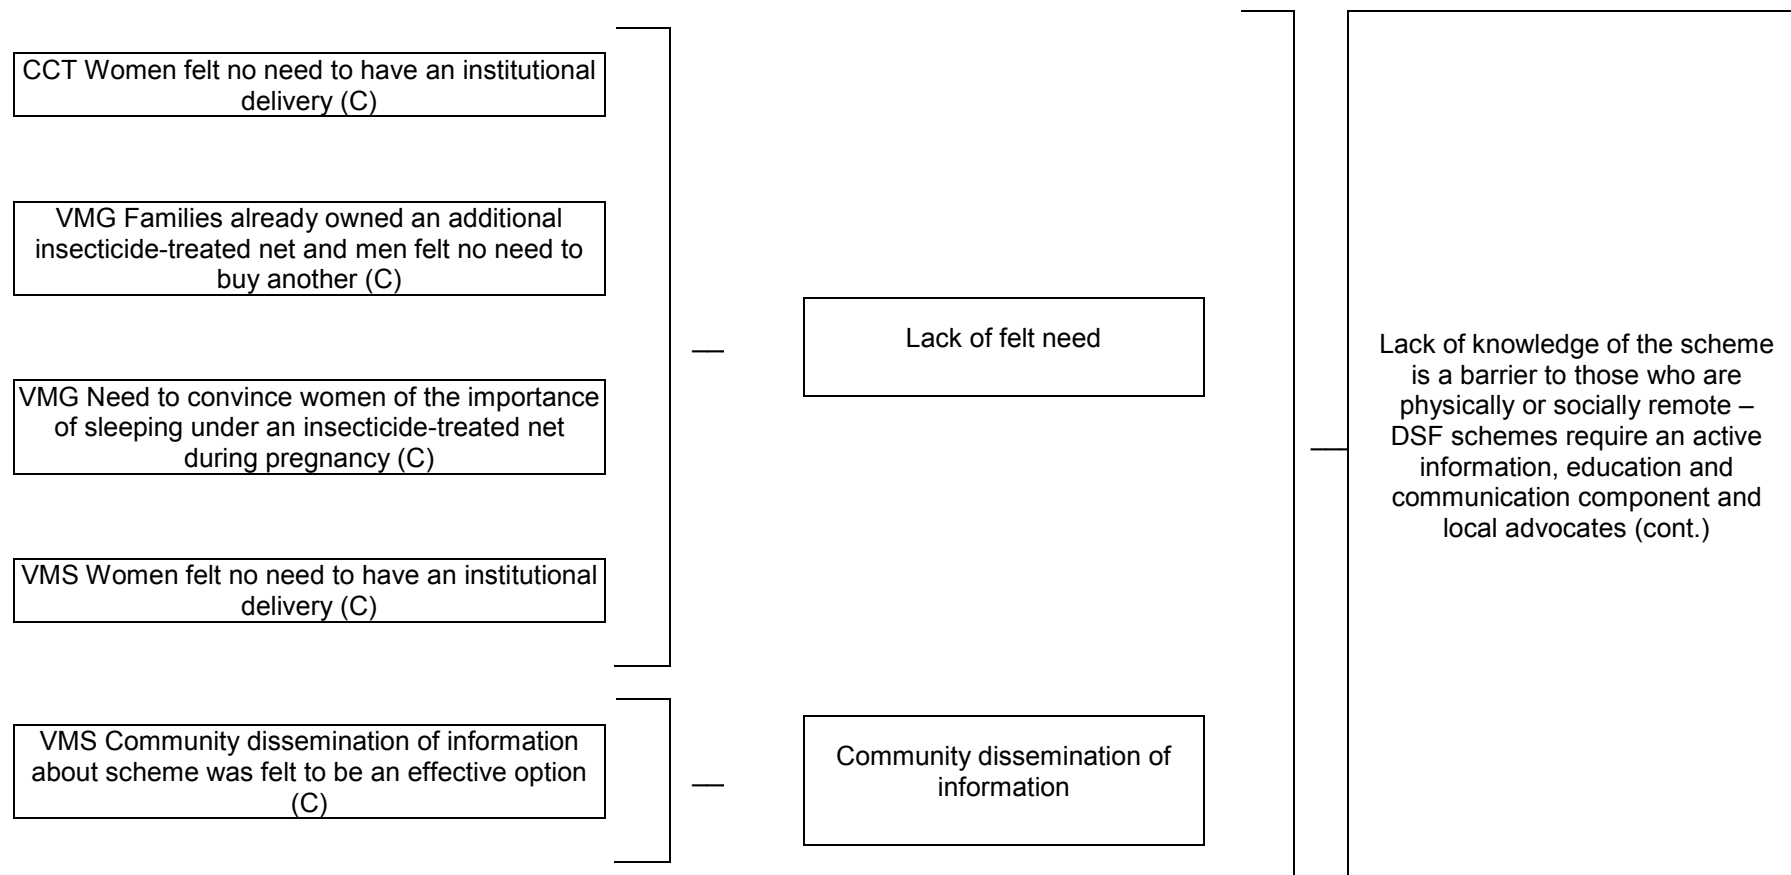 CCT Women felt no need to have an institutional
delivery (C)
VMG Families already owned an additional
insecticide-treated net and men felt no need to
buy another (C)
VMG Need to convince women of the importance
of sleeping under an insecticide-treated net
during pregnancy (C)
VMS Women felt no need to have an institutional
delivery (C)
VMS Community dissemination of information
about scheme was felt to be an effective option
(C)
Lack of felt need
Community dissemination of
information
Lack of knowledge of the scheme
is a barrier to those who are
physically or socially remote –
DSF schemes require an active
information, education and
communication component and
local advocates (cont.)